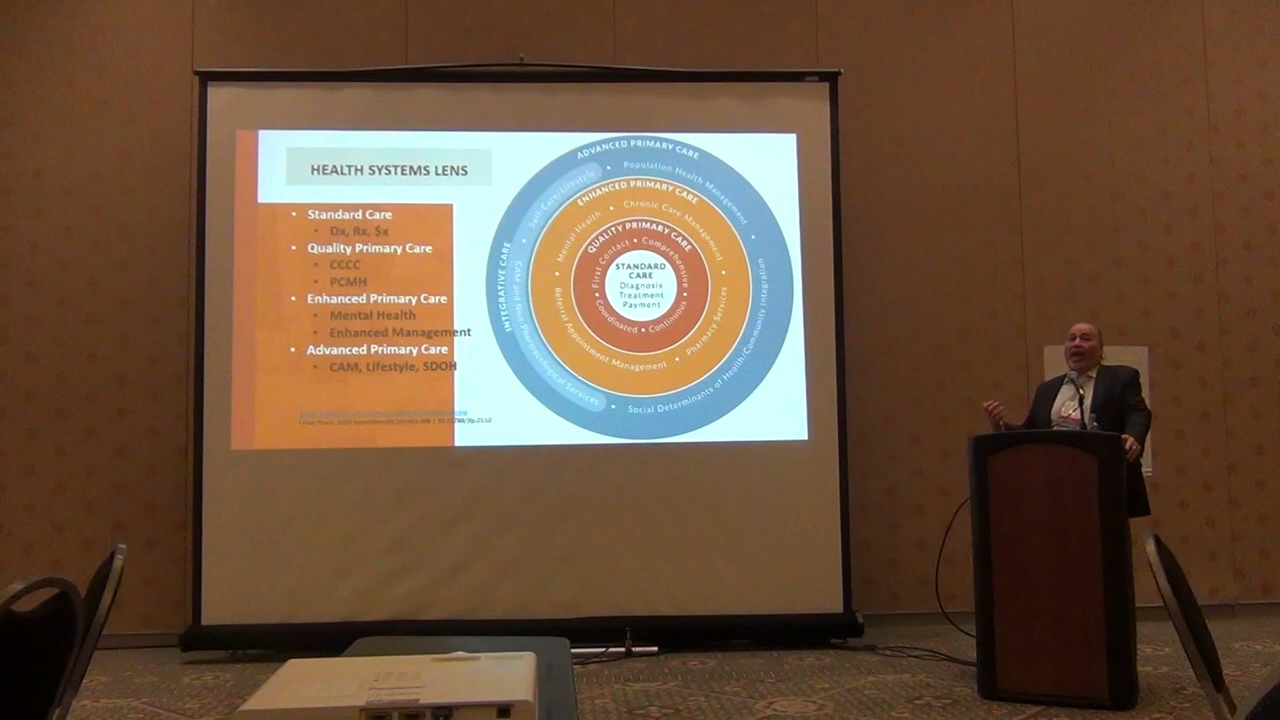 HEALTH SYSTEMS LENS
• Standard Care
• Dx, Rx, $x
• Quality Primary Care
• CCCC
• PCMH
• Enhanced Primary Care
• Mental Health
• Enhanced Management
• Advanced Primary Care
• CAM, Lifestyle, SDOH
ADVANCED PRIMARY CARE
Self-Care/Lifestyle • Population Health Management •
INTEGRATIVE CARE
CAM and Non-Pharmacological Services
• Social Determinants of Health/Community Integration
ENHANCED PRIMARY CARE
• Mental Health • Chronic Care Management •
Referral Appointment Management • Pharmacy Services
QUALITY PRIMARY CARE
• First Contact • Comprehensive •
Coordinated • Continuous
STANDARD
CARE
Diagnosis
Treatment
Payment